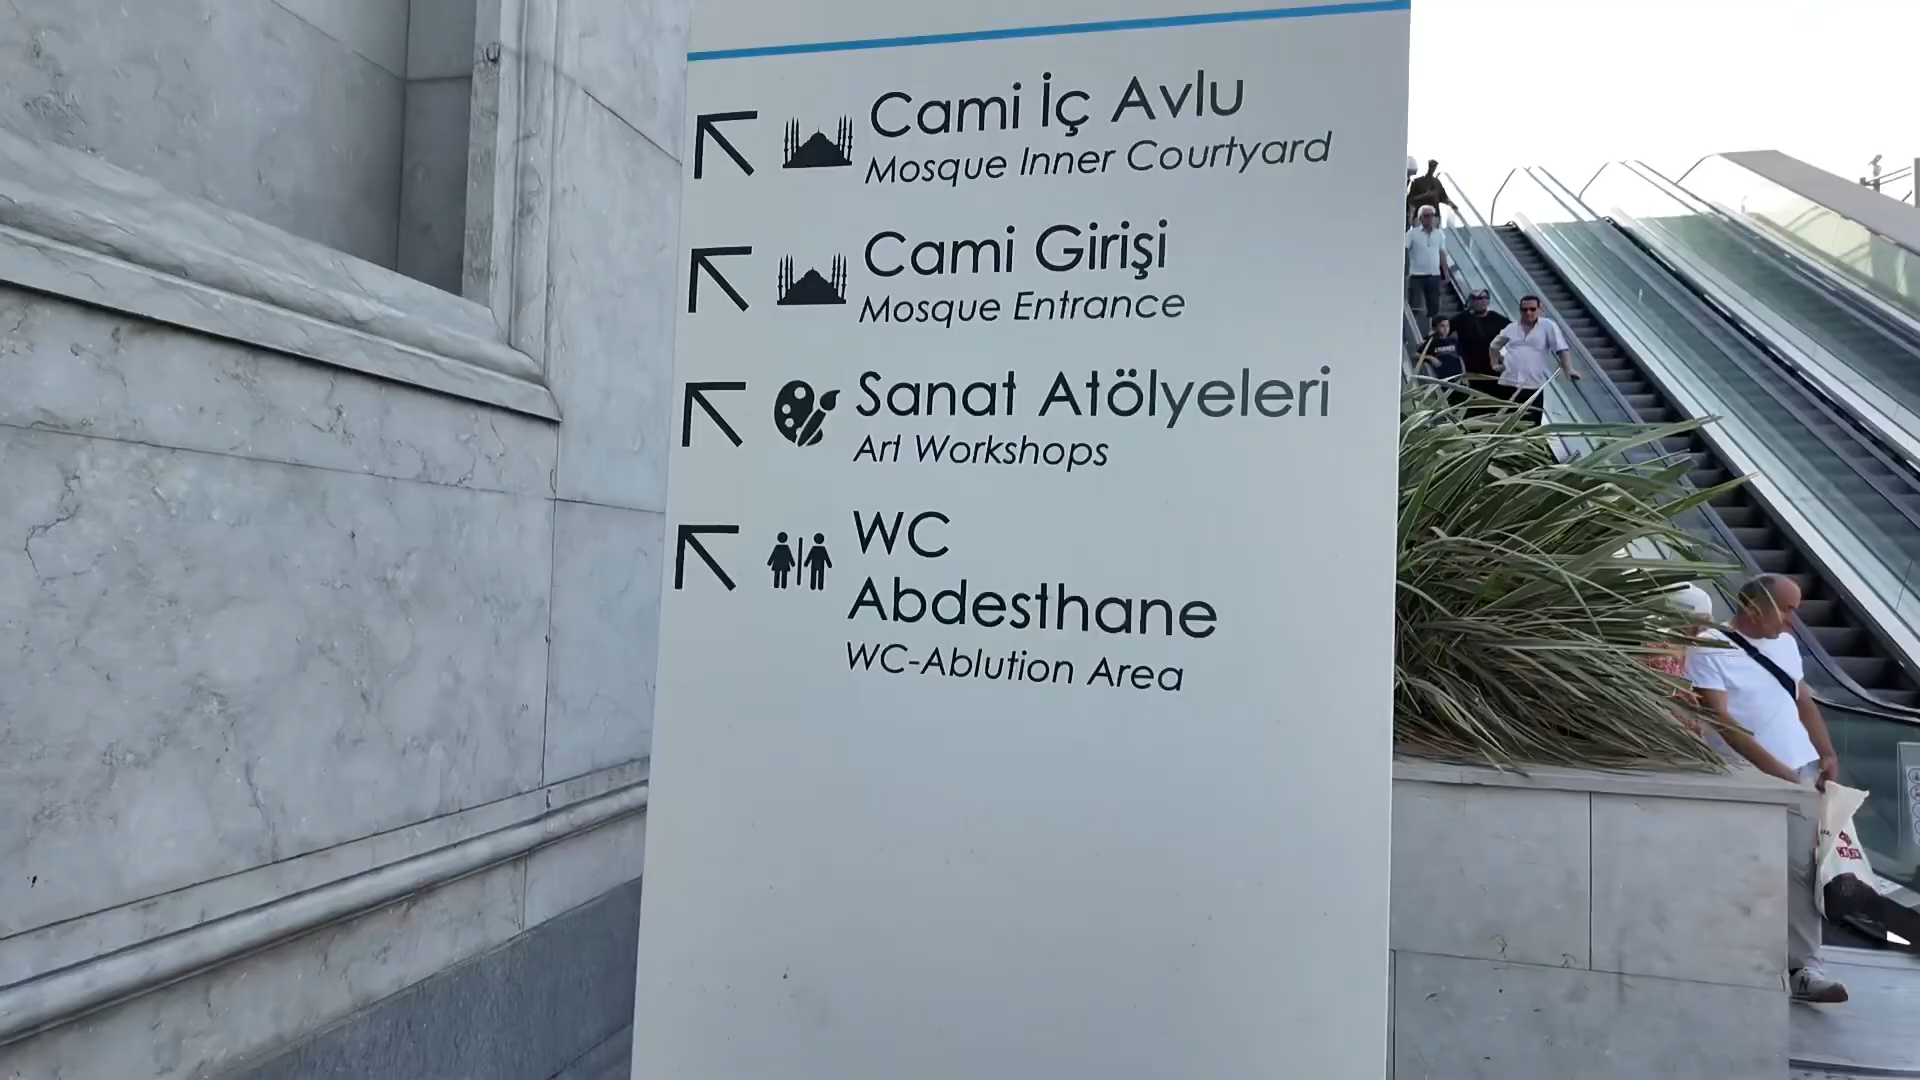 Cami İç Avlu
Mosque Inner Courtyard
Cami Girişi
Mosque Entrance
Sanat Atölyeleri
Art Workshops
WC
Abdesthane
WC-Ablution Area